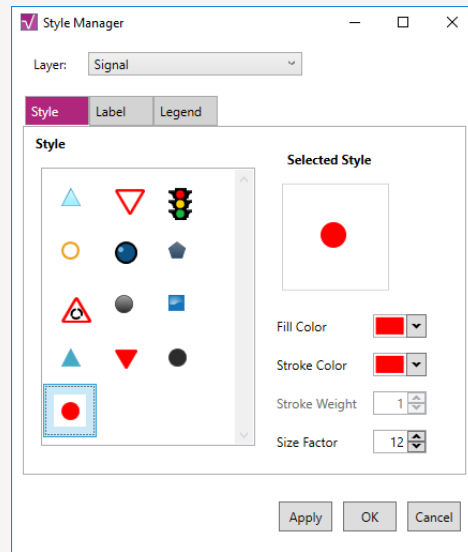 Style Manager
Layer: Signal
Style Label Legend
Style
Selected Style
Fill Color
Stroke Color
Stroke Weight 1
Size Factor 12
Apply OK Cancel